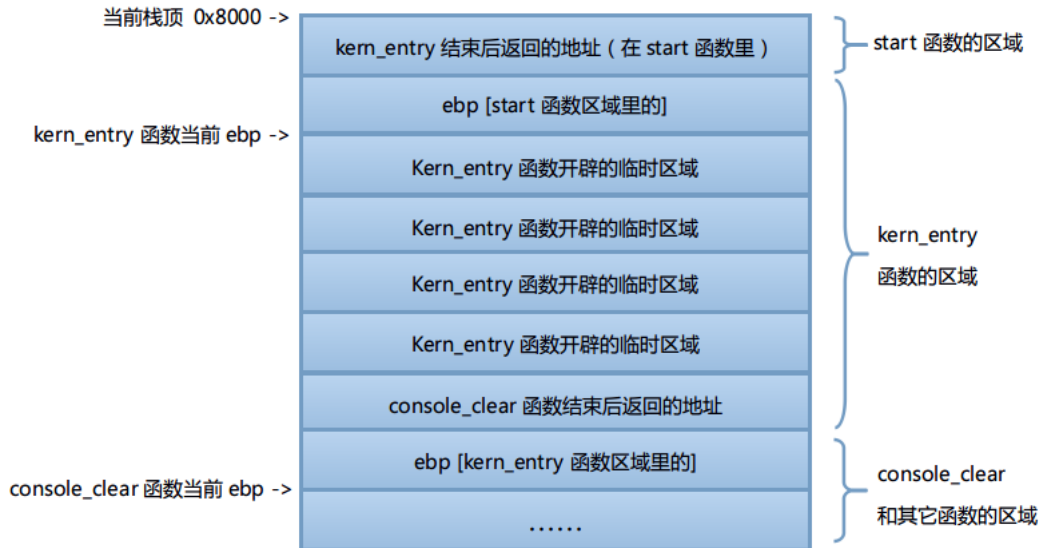 当前栈顶 0x8000 ->
kern_entry 结束后返回的地址（在 start 函数里）
start 函数的区域
ebp [start 函数区域里的]
kern_entry 函数当前 ebp ->
Kern_entry 函数开辟的临时区域
Kern_entry 函数开辟的临时区域
Kern_entry 函数开辟的临时区域
Kern_entry 函数开辟的临时区域
kern_entry
函数的区域
console_clear 函数结束后返回的地址
ebp [kern_entry 函数区域里的]
console_clear 函数当前 ebp ->
console_clear
和其它函数的区域
……